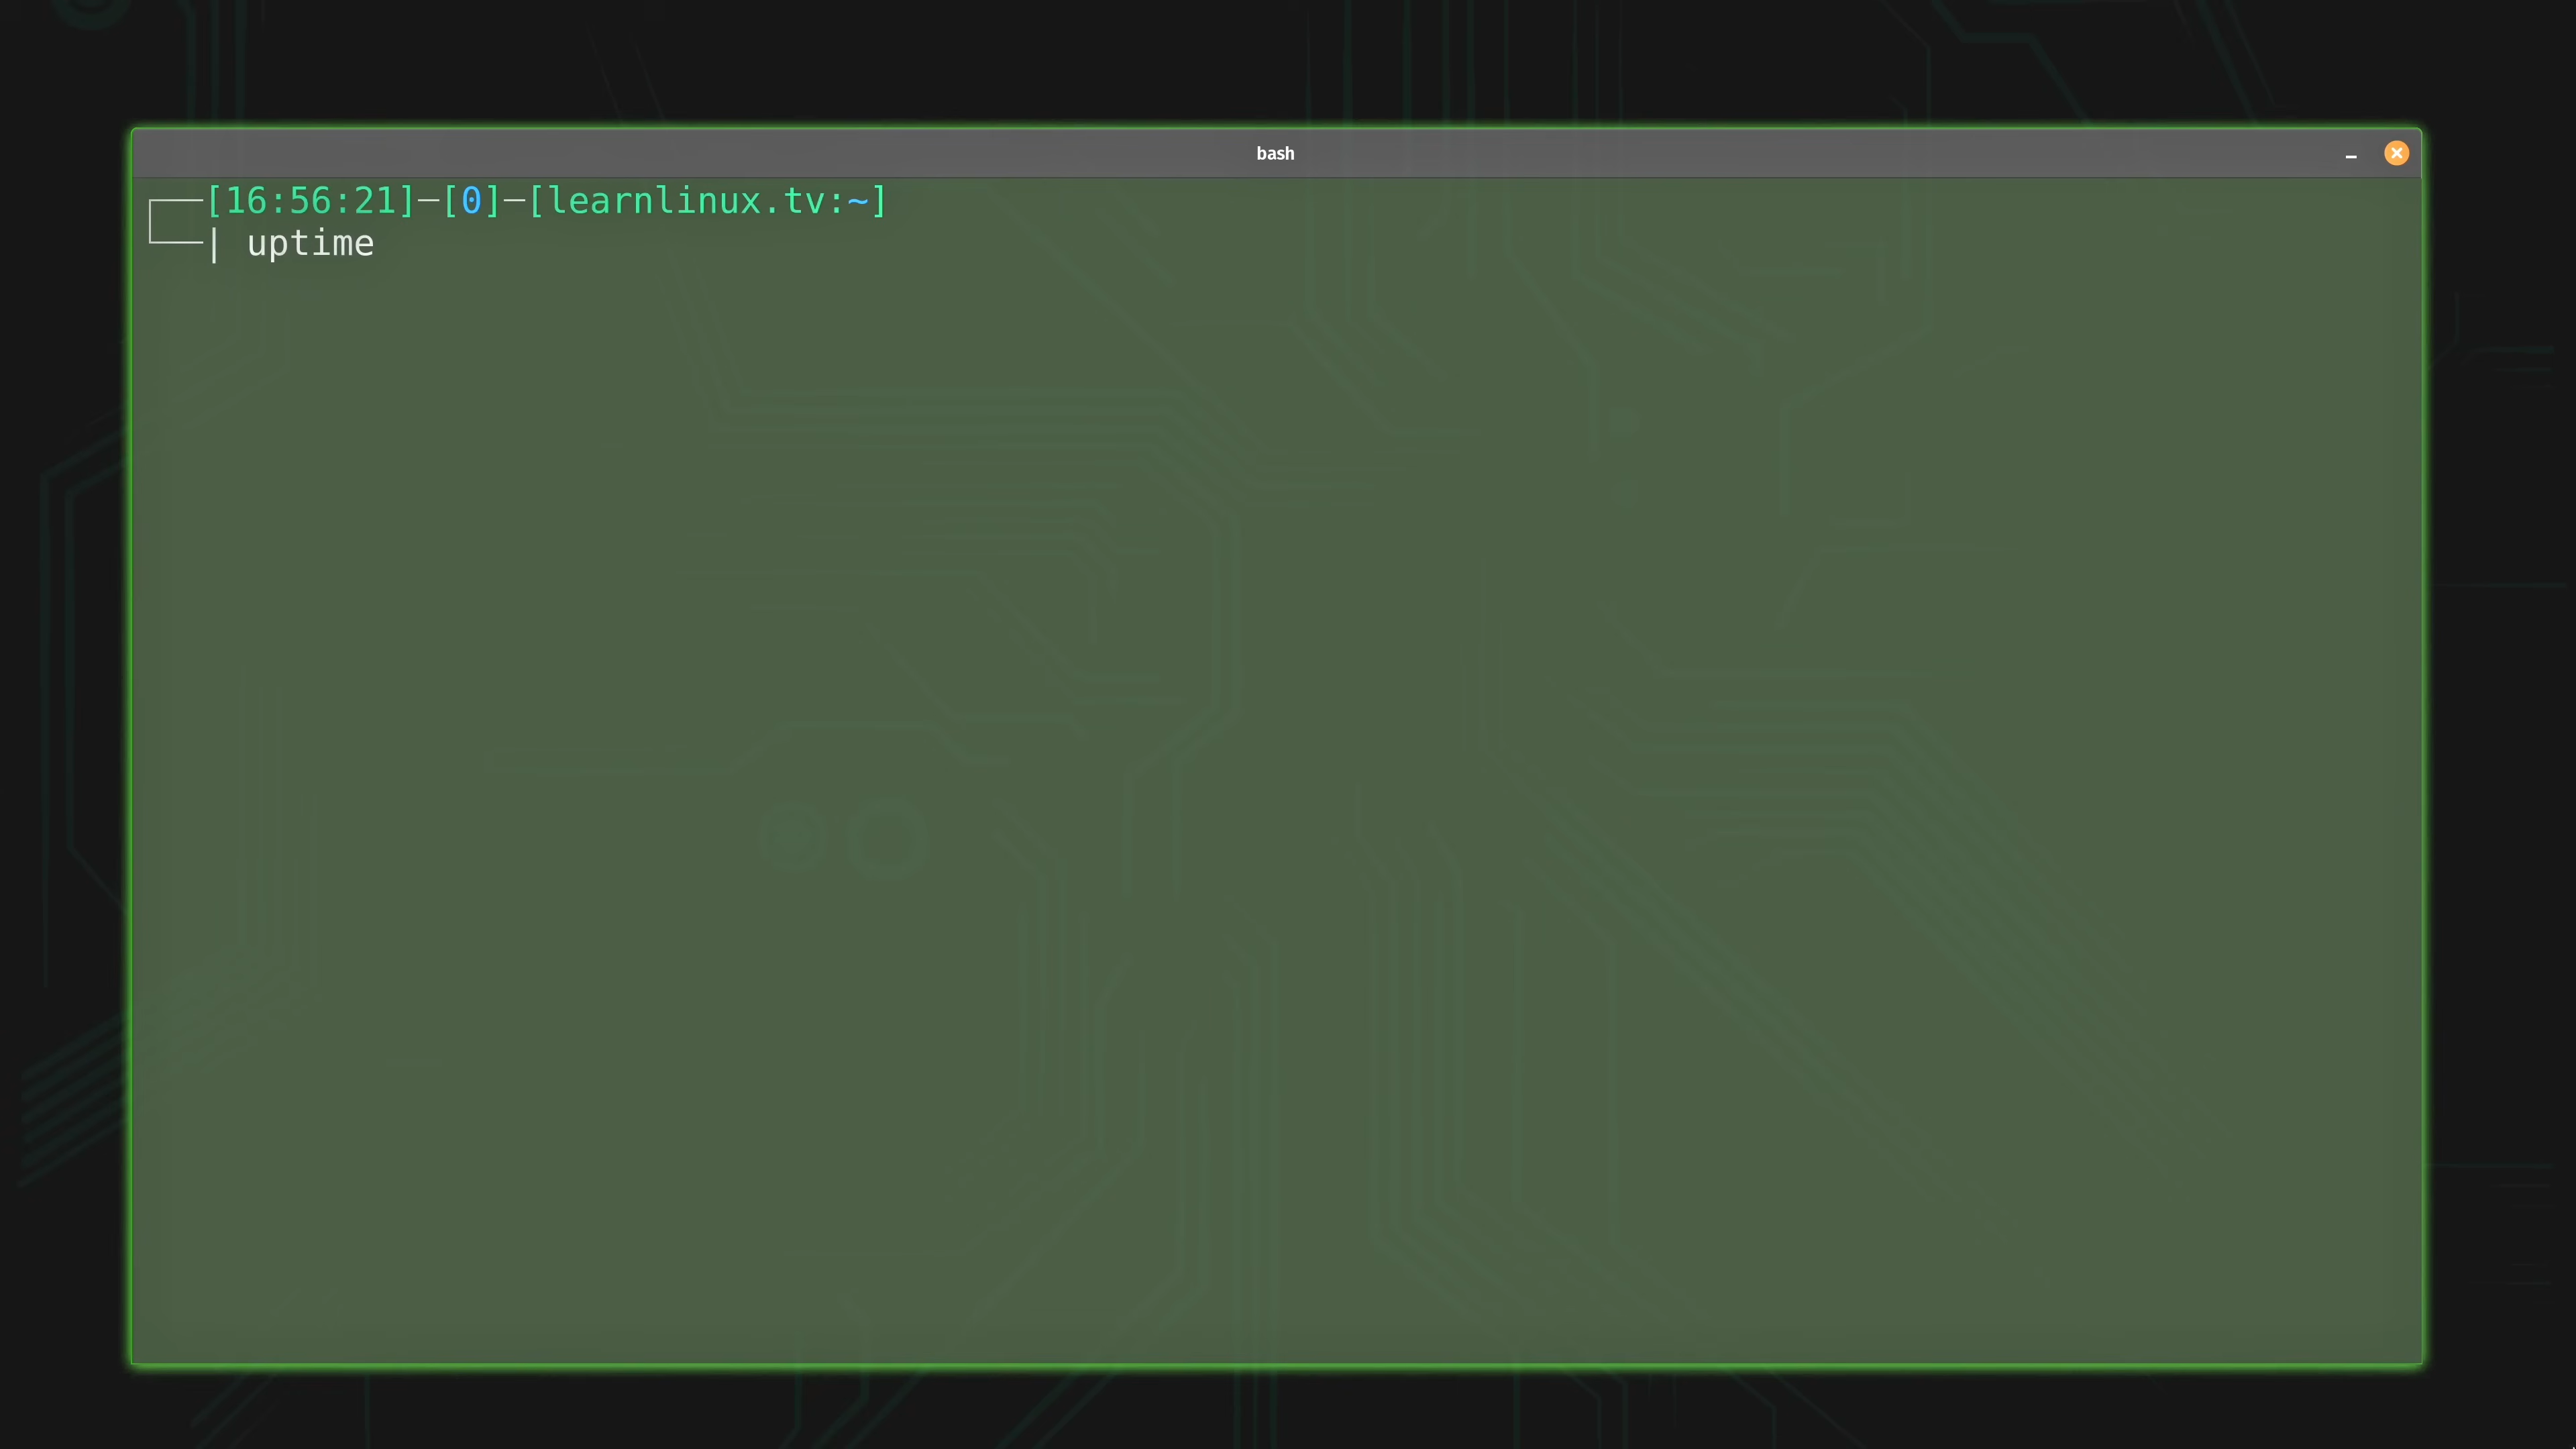 bash
┌──[16:56:21]─[0]─[learnlinux.tv:~]
└──| uptime